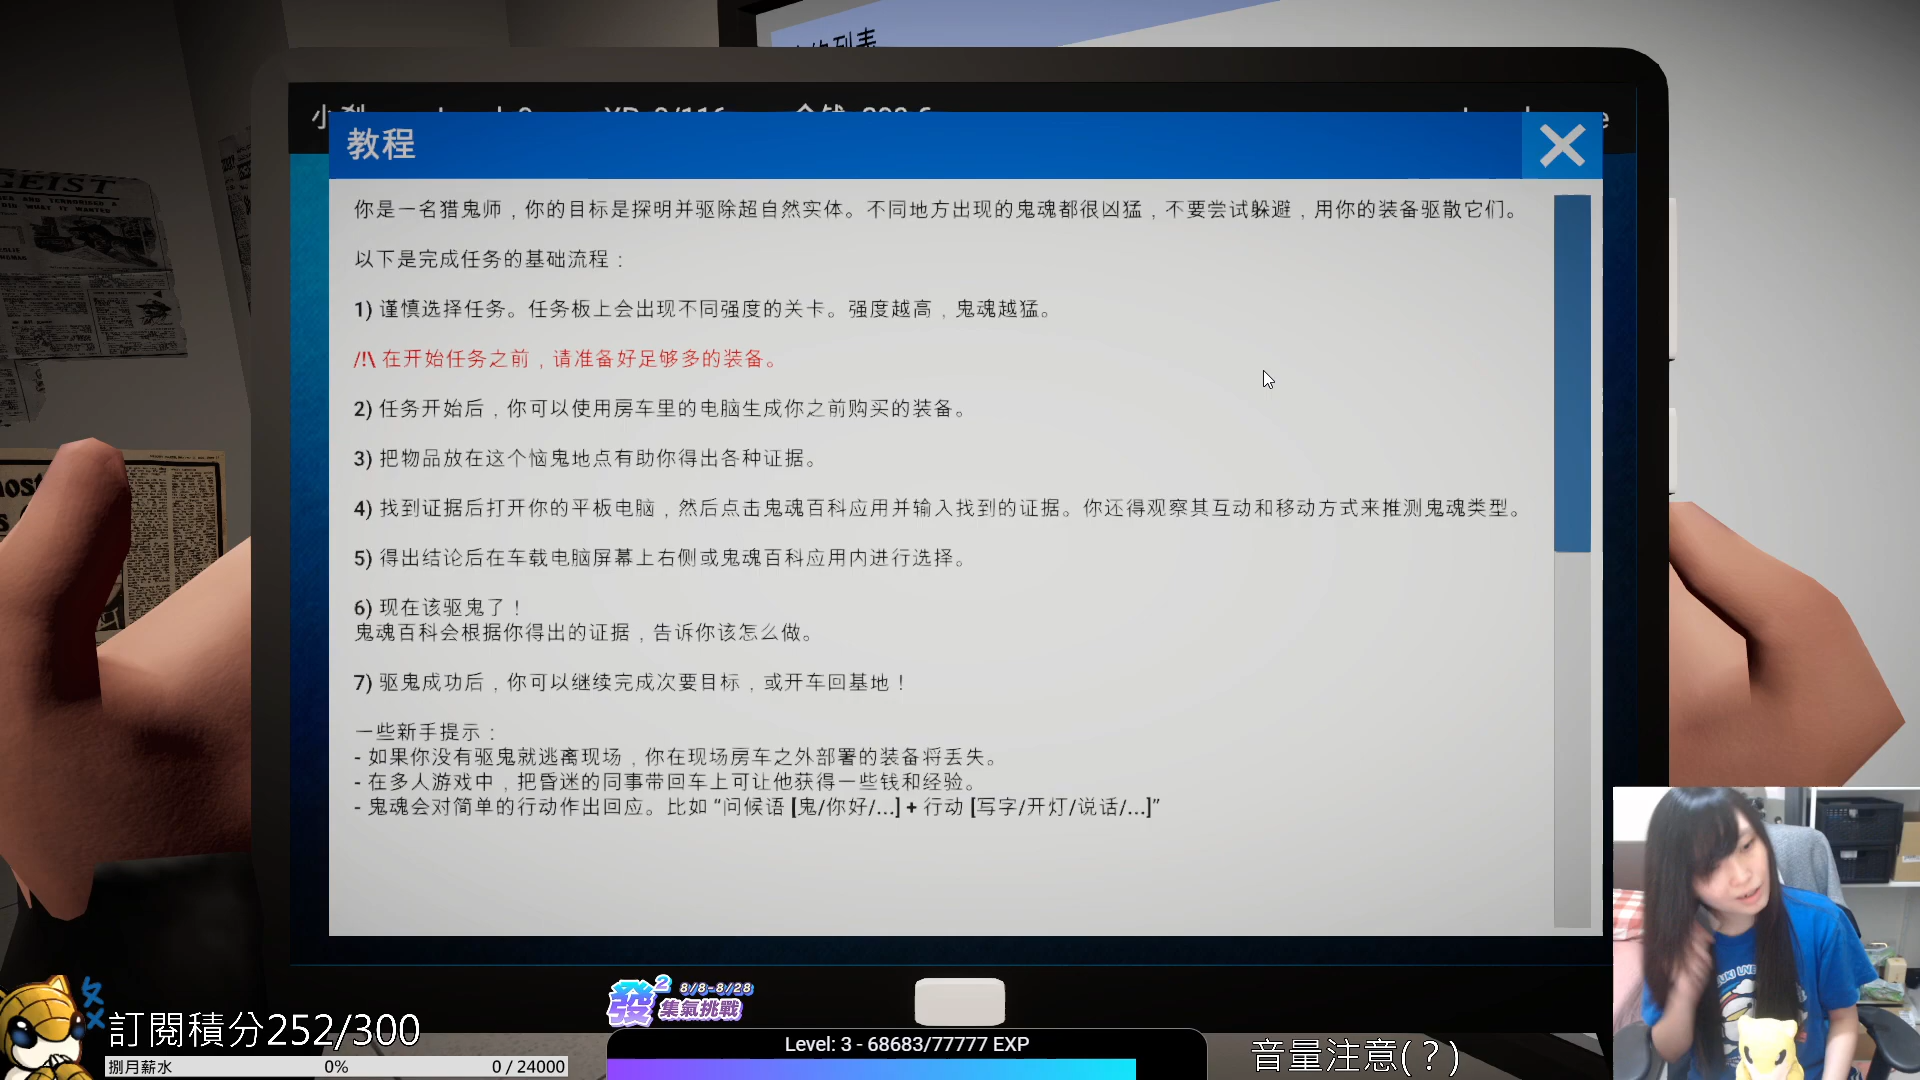 GEIST
教程
你是一名猎鬼师，你的目标是探明并驱除超自然实体。不同地方出现的鬼魂都很凶猛，不要尝试躲避，用你的装备驱散它们。
以下是完成任务的基础流程：
1) 谨慎选择任务。任务板上会出现不同强度的关卡。强度越高，鬼魂越猛。
/!\ 在开始任务之前，请准备好足够多的装备。
2) 任务开始后，你可以使用房车里的电脑生成你之前购买的装备。
3) 把物品放在这个恼鬼地点有助你得出各种证据。
4) 找到证据后打开你的平板电脑，然后点击鬼魂百科应用并输入找到的证据。你还得观察其互动和移动方式来推测鬼魂类型。
5) 得出结论后在车载电脑屏幕上右侧或鬼魂百科应用内进行选择。
6) 现在该驱鬼了！
鬼魂百科会根据你得出的证据，告诉你该怎么做。
7) 驱鬼成功后，你可以继续完成次要目标，或开车回基地！
一些新手提示：
- 如果你没有驱鬼就逃离现场，你在现场房车之外部署的装备将丢失。
- 在多人游戏中，把昏迷的同事带回车上可让他获得一些钱和经验。
- 鬼魂会对简单的行动作出回应。比如 “问候语 [鬼/你好/...] + 行动 [写字/开灯/说话/...]”
訂閱積分252/300
捌月薪水 0% 0 / 24000
發2 8/8-8/28
集氣挑戰
Level: 3 - 68683/77777 EXP
音量注意(？)